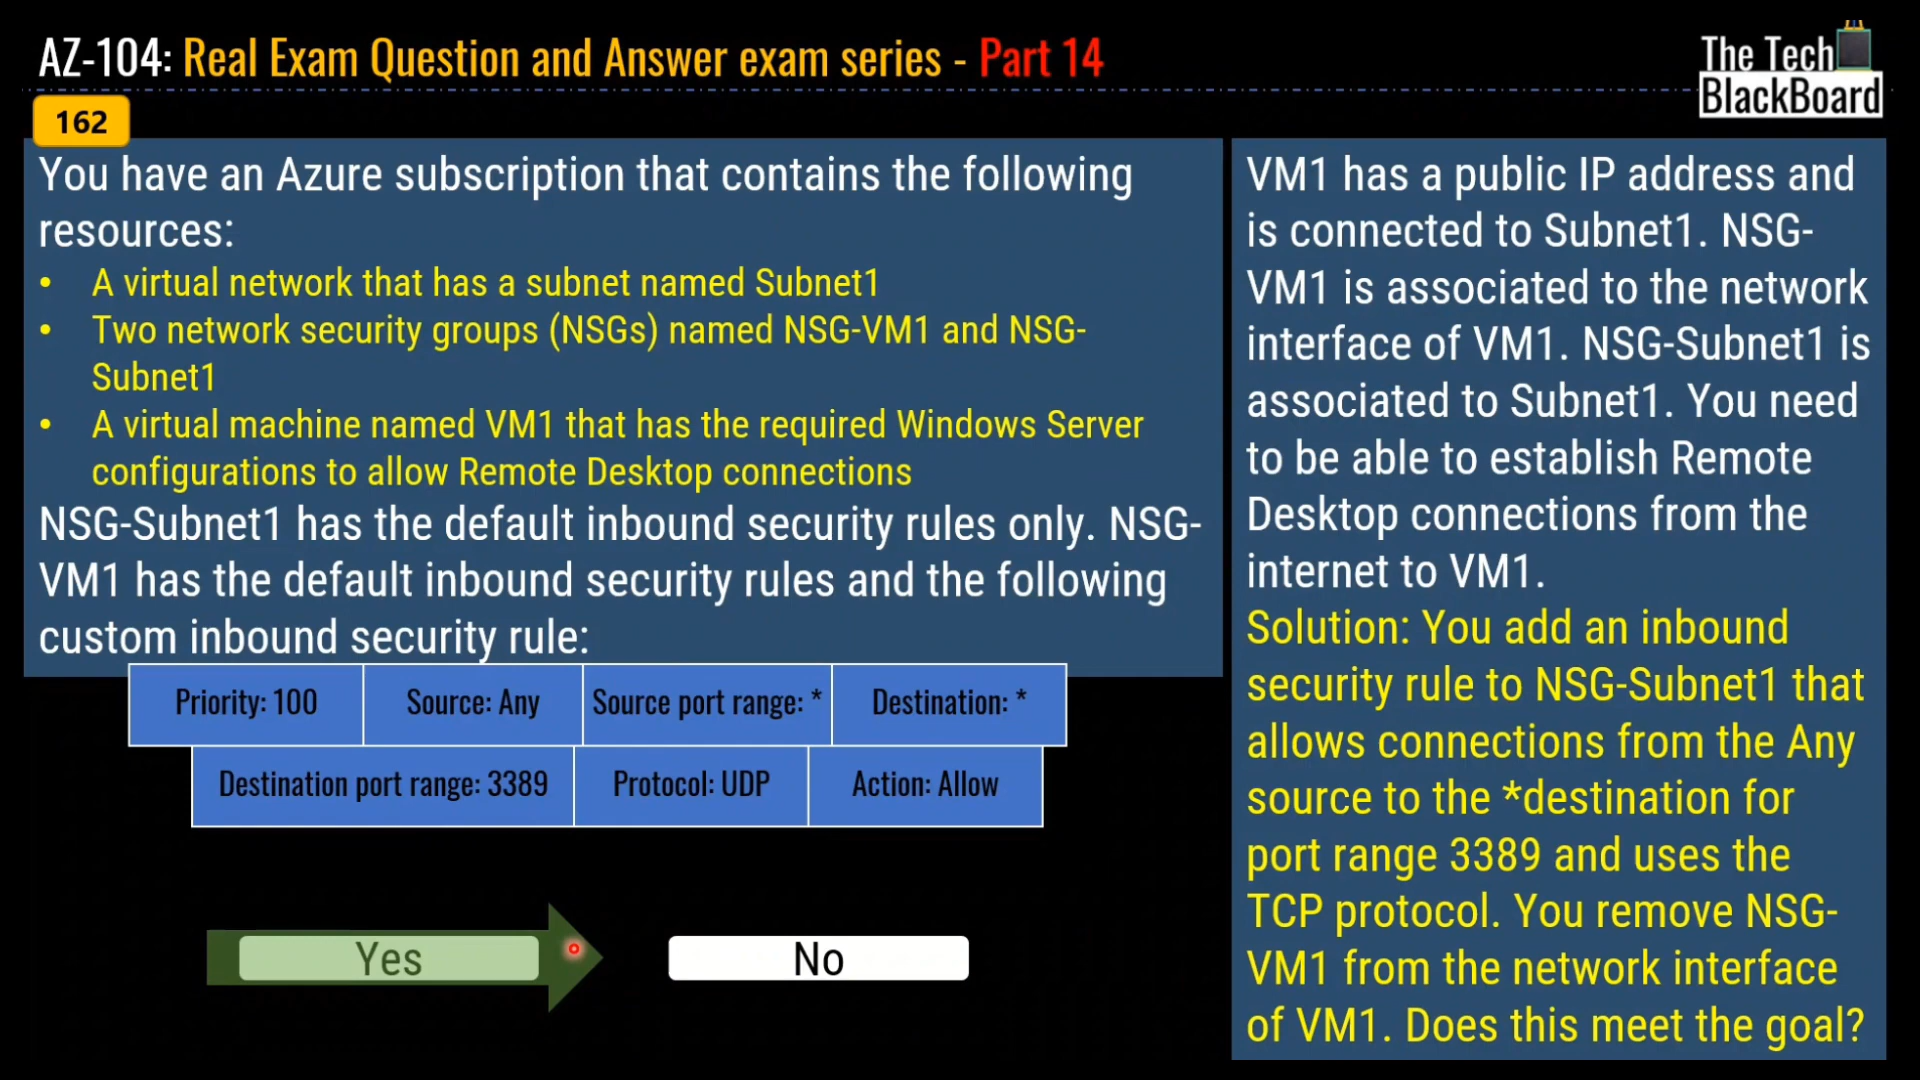 AZ-104: Real Exam Question and Answer exam series - Part 14
The Tech
BlackBoard
162
You have an Azure subscription that contains the following
resources:
• A virtual network that has a subnet named Subnet1
• Two network security groups (NSGs) named NSG-VM1 and NSG-
Subnet1
• A virtual machine named VM1 that has the required Windows Server
configurations to allow Remote Desktop connections
NSG-Subnet1 has the default inbound security rules only. NSG-
VM1 has the default inbound security rules and the following
custom inbound security rule:
Priority: 100 Source: Any Source port range: * Destination: *
Destination port range: 3389 Protocol: UDP Action: Allow
Yes No
VM1 has a public IP address and
is connected to Subnet1. NSG-
VM1 is associated to the network
interface of VM1. NSG-Subnet1 is
associated to Subnet1. You need
to be able to establish Remote
Desktop connections from the
internet to VM1.
Solution: You add an inbound
security rule to NSG-Subnet1 that
allows connections from the Any
source to the *destination for
port range 3389 and uses the
TCP protocol. You remove NSG-
VM1 from the network interface
of VM1. Does this meet the goal?